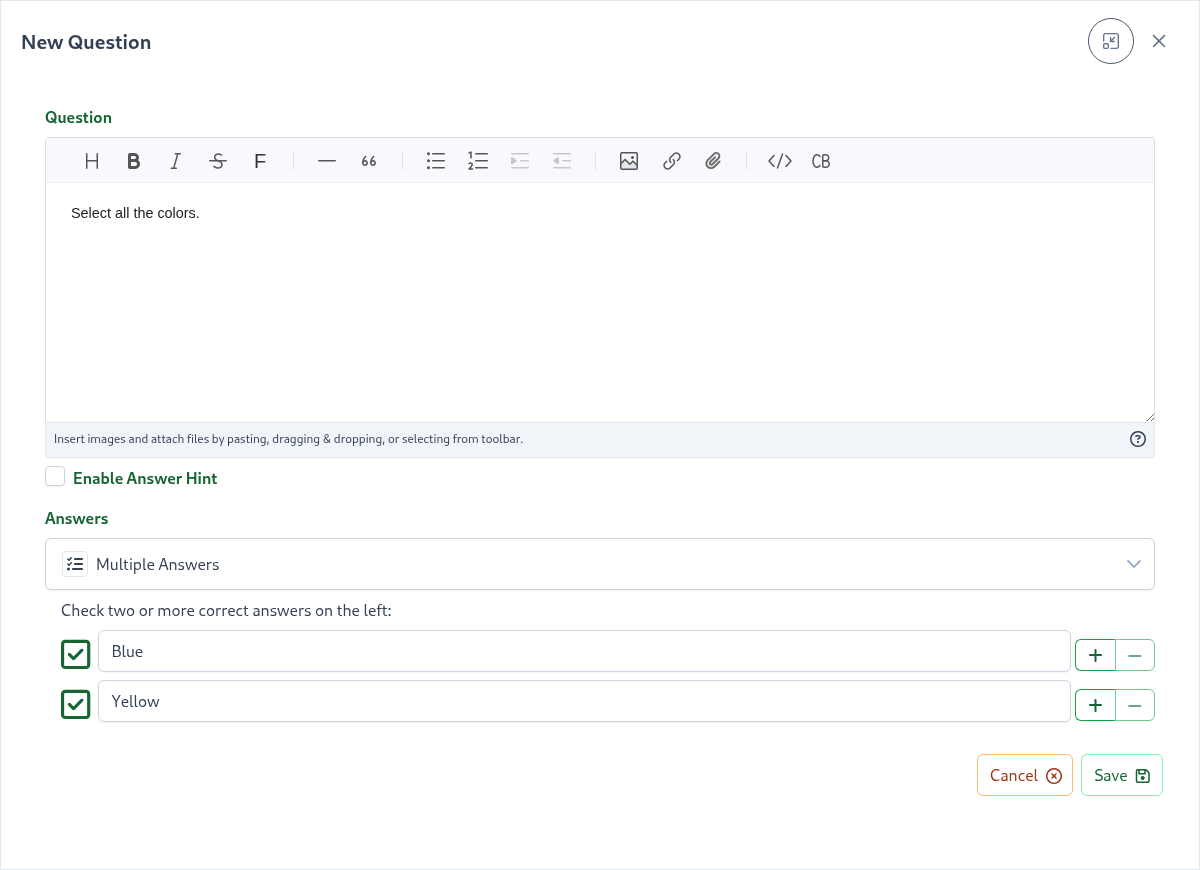 New Question
Question
H B I S F — 66 </> CB
Select all the colors.
Insert images and attach files by pasting, dragging & dropping, or selecting from toolbar.
Enable Answer Hint
Answers
Multiple Answers
Check two or more correct answers on the left:
Blue
Yellow
Cancel
Save